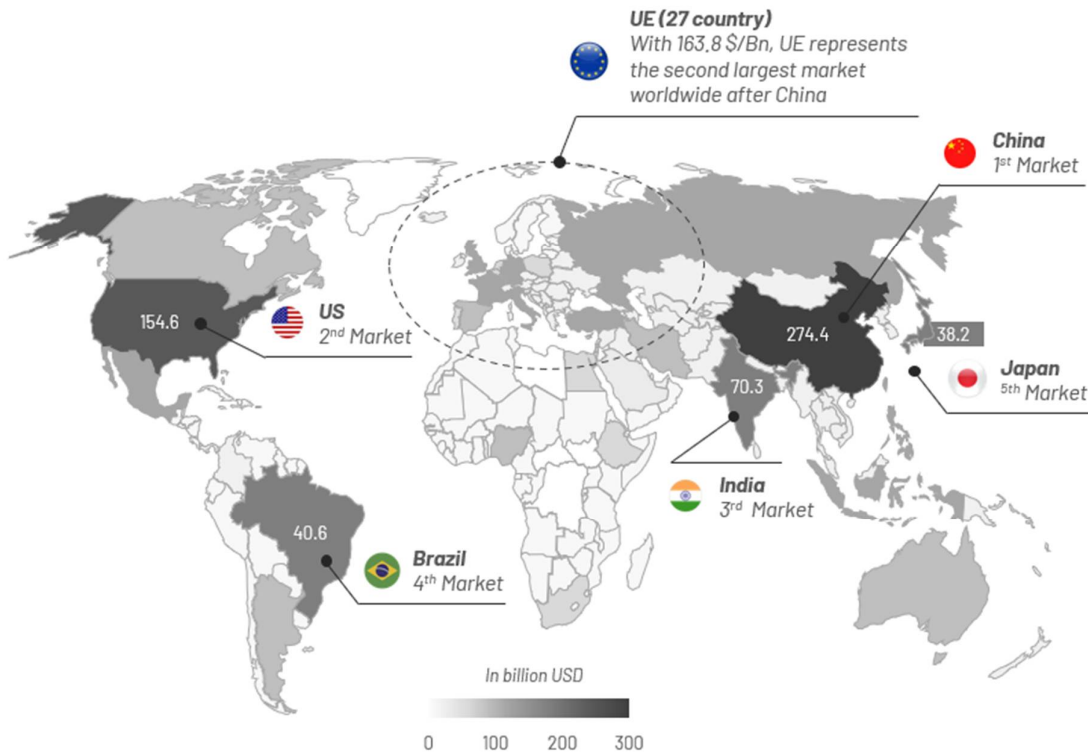 UE (27 country)
With 163.8 $/Bn, UE represents
the second largest market
worldwide after China
China
1st Market
154.6
US
2nd Market
274.4
38.2
70.3
Japan
5th Market
India
3rd Market
40.6
Brazil
4th Market
In billion USD
0 100 200 300